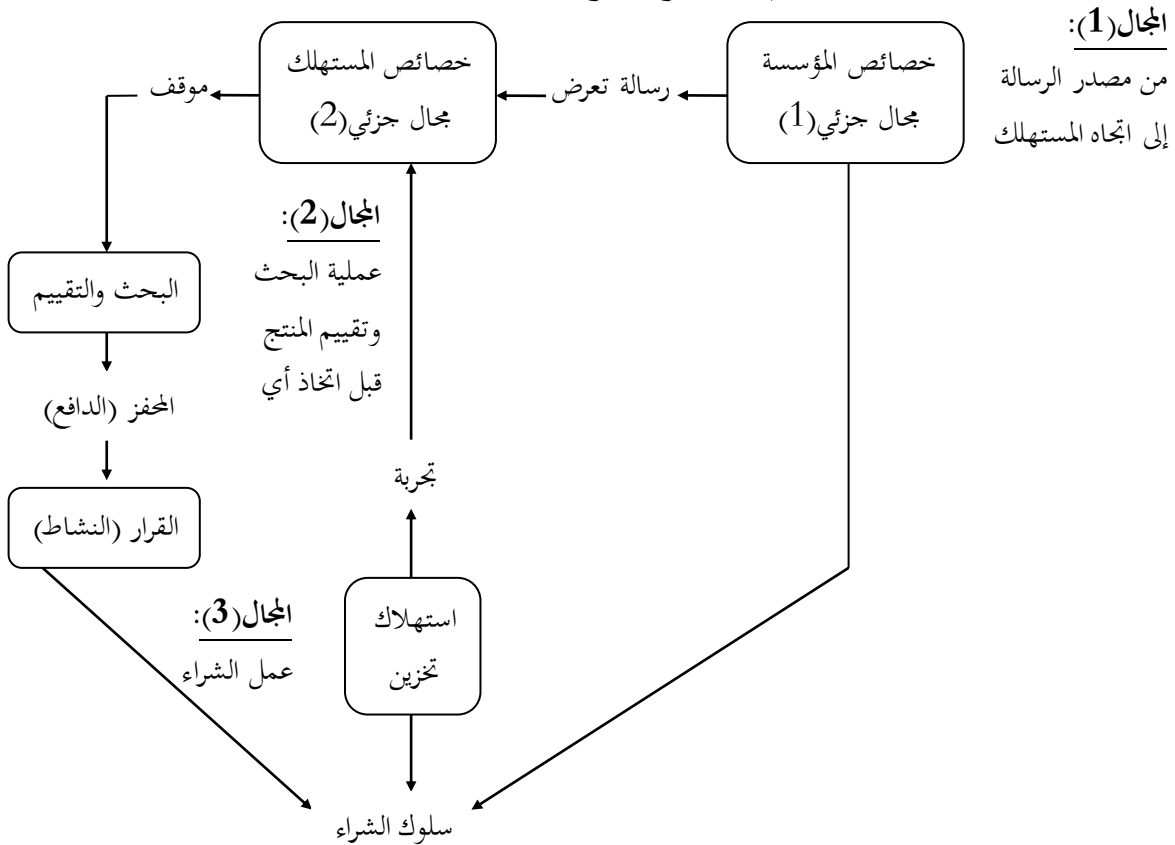 المجال(1):
من مصدر الرسالة
إلى اتجاه المستهلك
خصائص المؤسسة
مجال جزئي(1)
رسالة تعرض
خصائص المستهلك
مجال جزئي(2)
موقف
المجال(2):
عملية البحث
وتقييم المنتج
قبل اتخاذ أي
البحث والتقييم
المحفز (الدافع)
القرار (النشاط)
تجربة
استهلاك
تخزين
المجال(3):
عمل الشراء
سلوك الشراء